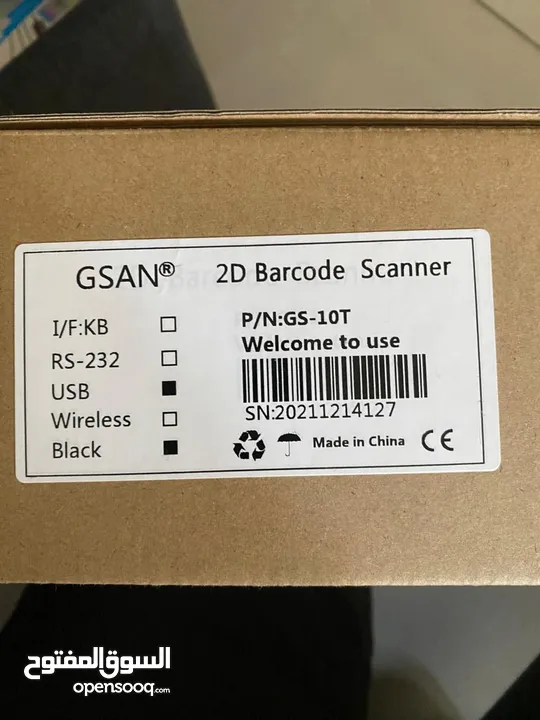 GSAN® 2D Barcode Scanner
I/F:KB
RS-232
USB
Wireless
Black
P/N:GS-10T
Welcome to use
SN:20211214127
Made in China CE
السوق المفتوح
opensooq.com